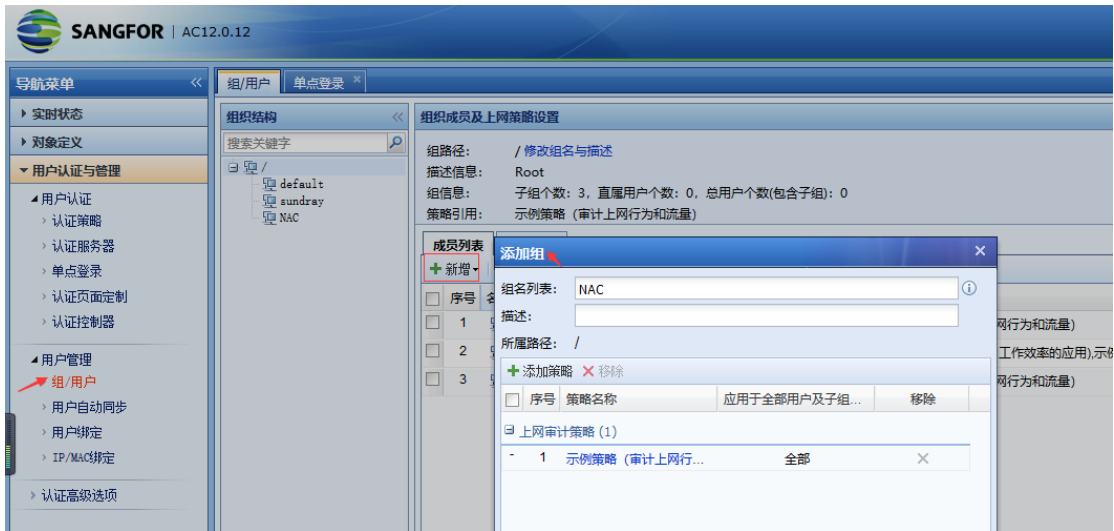 SANGFOR | AC12.0.12
导航菜单
实时状态
对象定义
用户认证与管理
用户认证
认证策略
认证服务器
单点登录
认证页面定制
认证控制器
用户管理
组/用户
用户自动同步
用户绑定
IP/MAC绑定
认证高级选项
组/用户
单点登录
组织结构
搜索关键字
/
default
sundray
NAC
组织成员及上网策略设置
组路径: / 修改组名与描述
描述信息: Root
组信息: 子组个数: 3, 直属用户个数: 0, 总用户个数(包含子组): 0
策略引用: 示例策略 (审计上网行为和流量)
成员列表
新增
序号
1 网行为和流量)
2 工作效率的应用),示
3 网行为和流量)
添加组
组名列表: NAC
描述:
所属路径: /
添加策略 移除
序号 策略名称 应用于全部用户及子组... 移除
上网审计策略 (1)
- 1 示例策略 (审计上网行... 全部